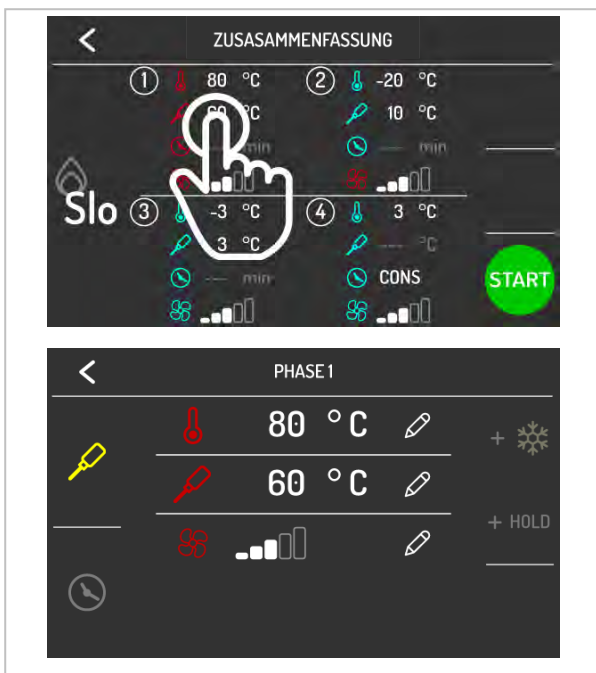 ZUSASAMMENFASSUNG
1 80 °C 2 -20 °C
°C 10 °C
min --- min
Slo 3 -3 °C 4 3 °C
3 °C --- °C
--- min CONS START
PHASE 1
80 °C
+
60 °C
+ HOLD